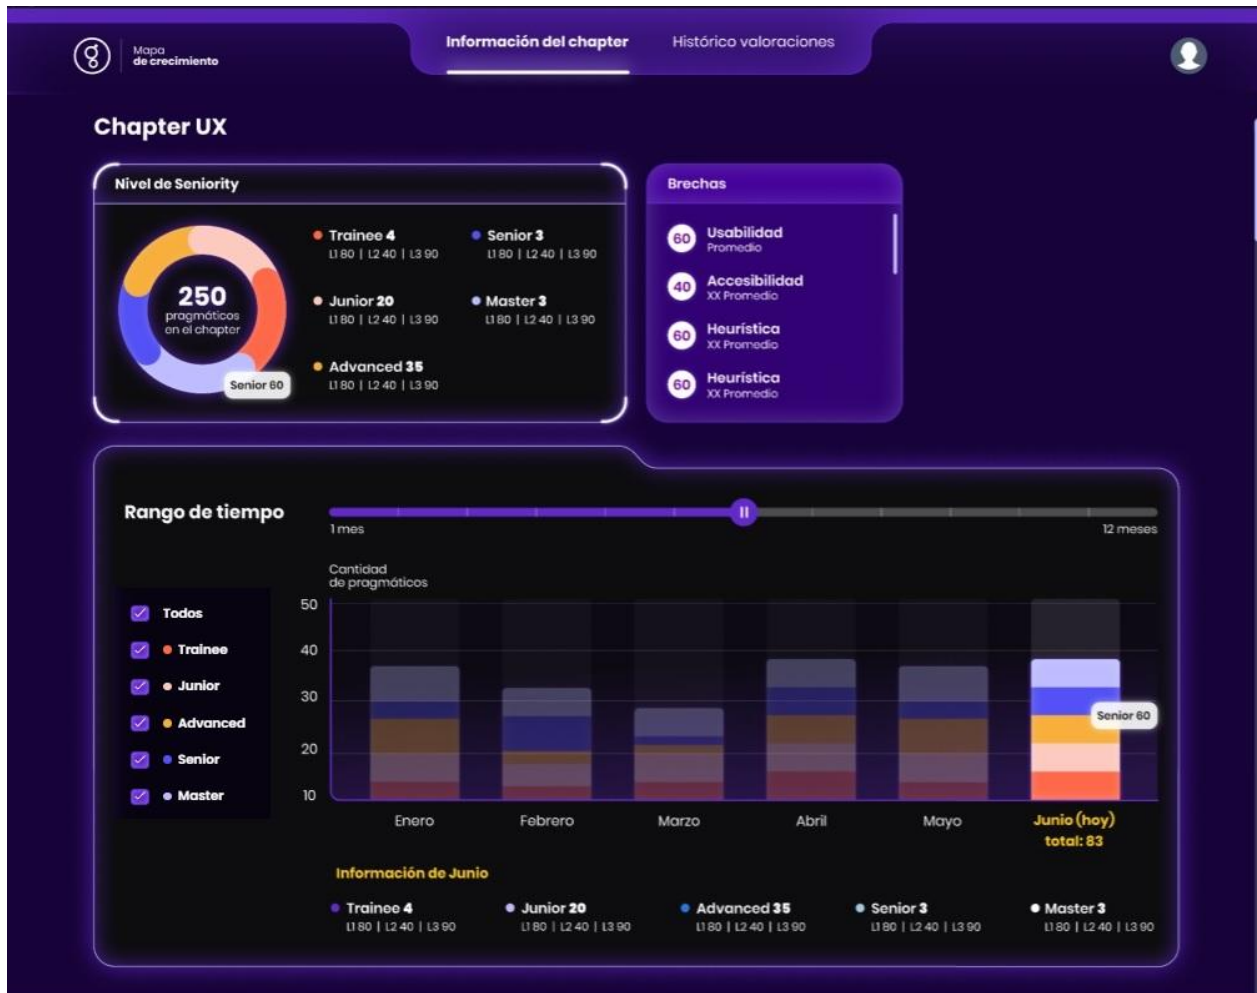 Mapa
de crecimiento
Información del chapter
Histórico valoraciones
Chapter UX
Nivel de Seniority
250
pragmáticos
en el chapter
Senior 60
Trainee 4
L1 80 | L2 40 | L3 90
Senior 3
L1 80 | L2 40 | L3 90
Junior 20
L1 80 | L2 40 | L3 90
Master 3
L1 80 | L2 40 | L3 90
Advanced 35
L1 80 | L2 40 | L3 90
Brechas
60 Usabilidad
Promedio
40 Accesibilidad
XX Promedio
60 Heurística
XX Promedio
60 Heurística
XX Promedio
Rango de tiempo
1 mes
12 meses
Todos
Trainee
Junior
Advanced
Senior
Master
Cantidad
de pragmáticos
50
40
30
20
10
Senior 60
Enero Febrero Marzo Abril Mayo Junio (hoy)
total: 83
Información de Junio
Trainee 4
L1 80 | L2 40 | L3 90
Junior 20
L1 80 | L2 40 | L3 90
Advanced 35
L1 80 | L2 40 | L3 90
Senior 3
L1 80 | L2 40 | L3 90
Master 3
L1 80 | L2 40 | L3 90